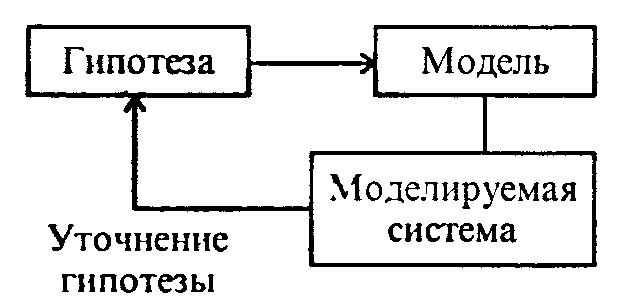 Гипотеза
Модель
Моделируемая
система
Уточнение
гипотезы